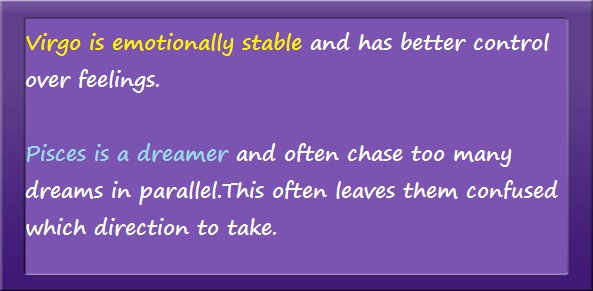 Virgo is emotionally stable and has better control
over feelings.
Pisces is a dreamer and often chase too many
dreams in parallel.This often leaves them confused
which direction to take.